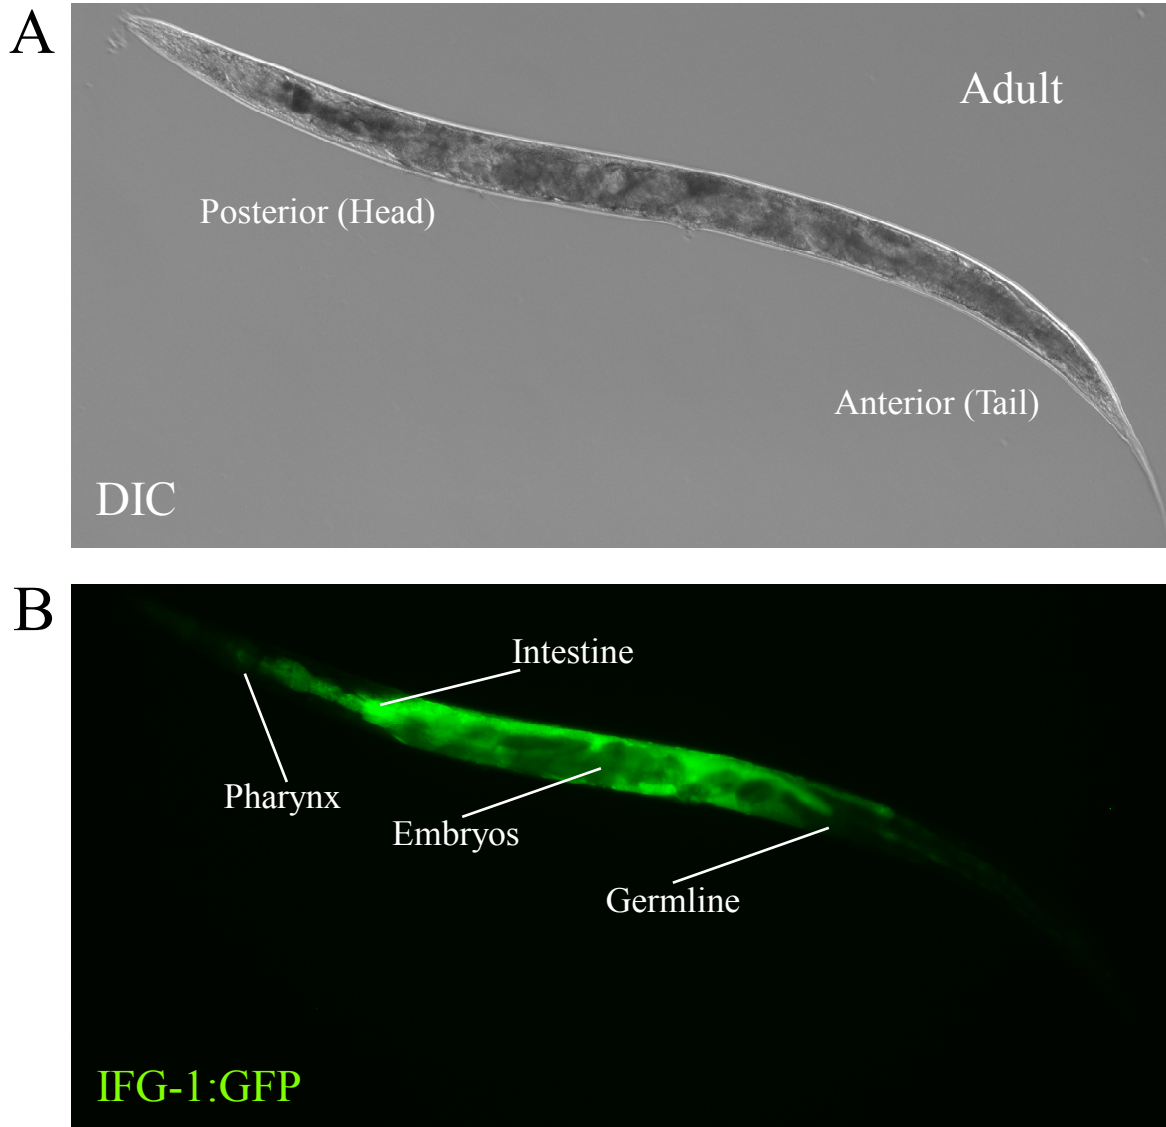 A
Adult
Posterior (Head)
Anterior (Tail)
DIC
B
Intestine
Pharynx
Embryos
Germline
IFG-1:GFP